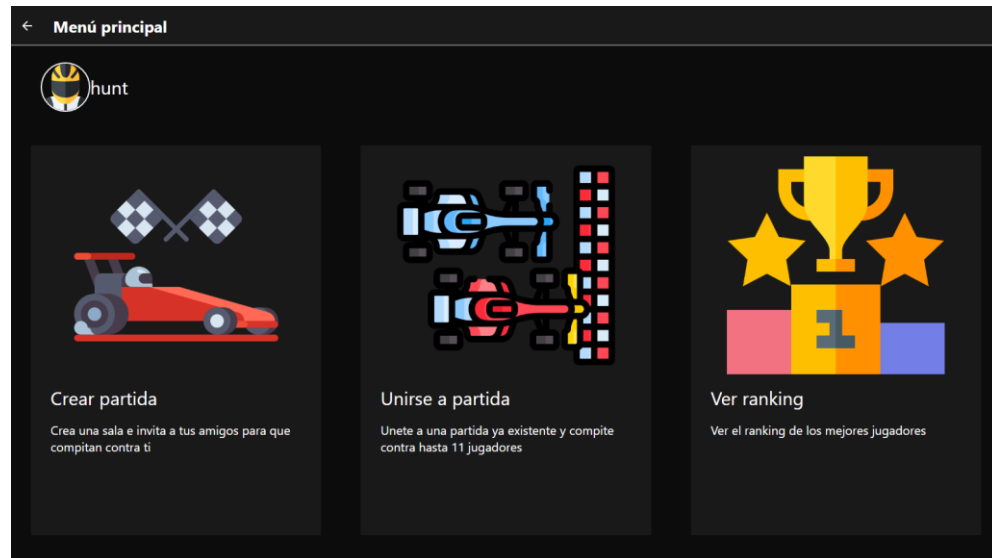 Menú principal
hunt
Crear partida
Crea una sala e invita a tus amigos para que
compitan contra ti
Unirse a partida
Unete a una partida ya existente y compite
contra hasta 11 jugadores
1
Ver ranking
Ver el ranking de los mejores jugadores